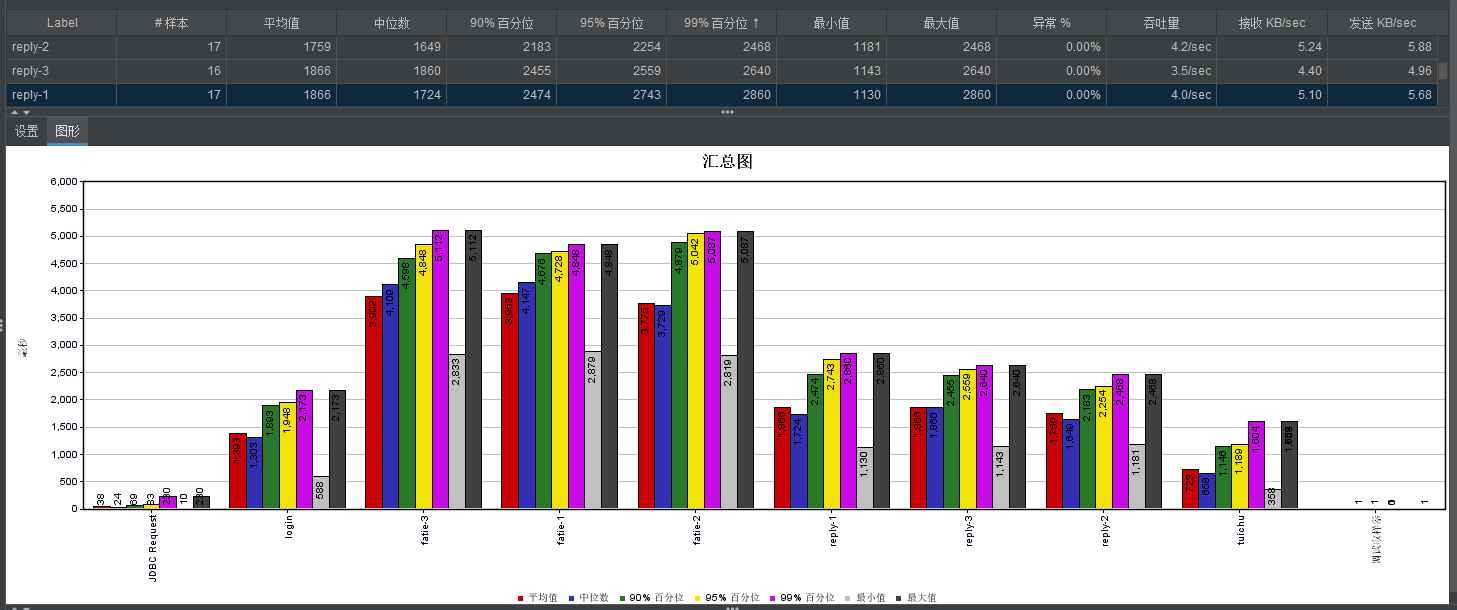 Label # 样本 平均值 中位数 90% 百分位 95% 百分位 99% 百分位 ↑ 最小值 最大值 异常 % 吞吐量 接收 KB/sec 发送 KB/sec
reply-2 17 1759 1649 2183 2254 2468 1181 2468 0.00% 4.2/sec 5.24 5.88
reply-3 16 1866 1860 2455 2559 2640 1143 2640 0.00% 3.5/sec 4.40 4.96
reply-1 17 1866 1724 2474 2743 2860 1130 2860 0.00% 4.0/sec 5.10 5.68
设置 图形
汇总图
毫秒
6,000
5,500
5,000
4,500
4,000
3,500
3,000
2,500
2,000
1,500
1,000
500
0
38 24 69 83 230 10 230
1,393 1,303 1,893 1,948 2,173 588 2,173
3,902 4,109 4,598 4,848 5,112 2,833 5,112
3,953 4,147 4,676 4,728 4,848 2,879 4,848
3,776 3,729 4,879 5,042 5,087 2,819 5,087
1,866 1,724 2,474 2,743 2,860 1,130 2,860
1,866 1,860 2,455 2,559 2,640 1,143 2,640
1,759 1,649 2,183 2,254 2,468 1,181 2,468
723 658 1,146 1,189 1,604 353
1 1 0 1
JDBC Request login fatie-3 fatie-1 fatie-2 reply-1 reply-3 reply-2 tuichu 调试取样器
平均值 中位数 90% 百分位 95% 百分位 99% 百分位 最小值 最大值